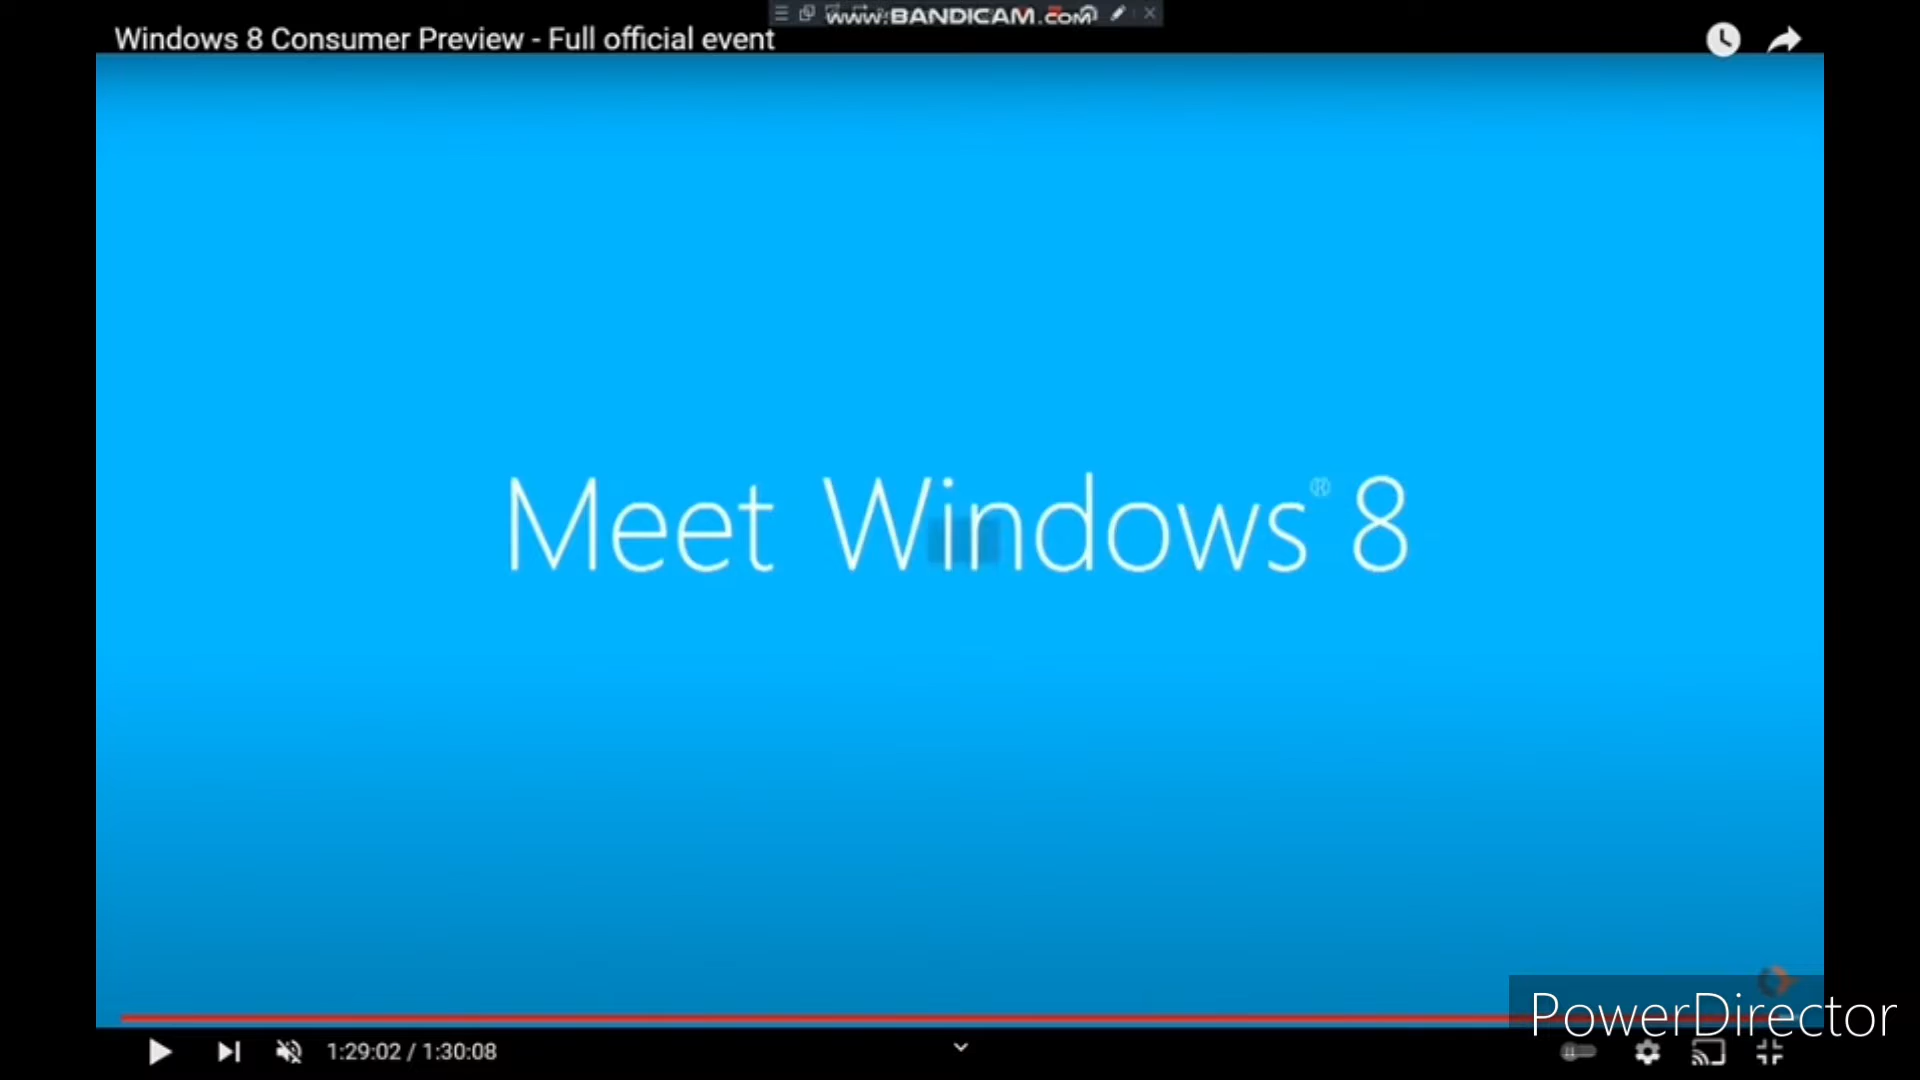 www.BANDICAM.com
Windows 8 Consumer Preview - Full official event
Meet Windows® 8
PowerDirector
1:29:02 / 1:30:08